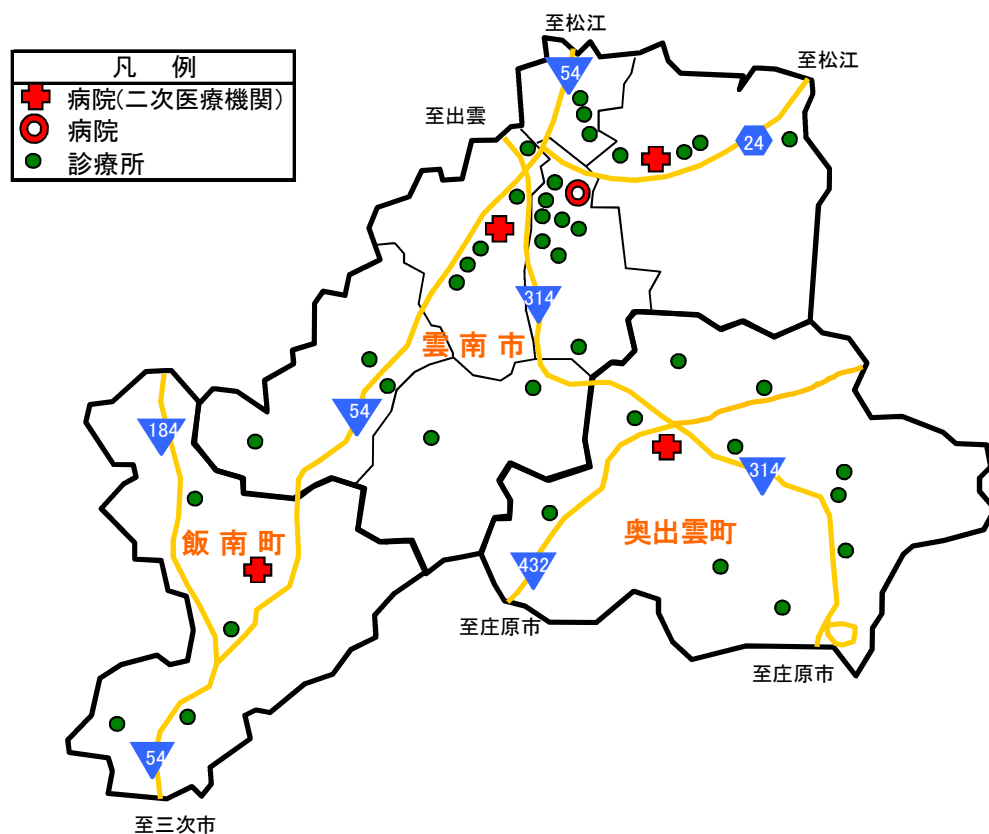 至松江
凡 例
病院(二次医療機関)
病院
診療所
54
至松江
至出雲
24
314
雲南市
54
184
314
飯南町
奥出雲町
432
至庄原市
至庄原市
54
至三次市